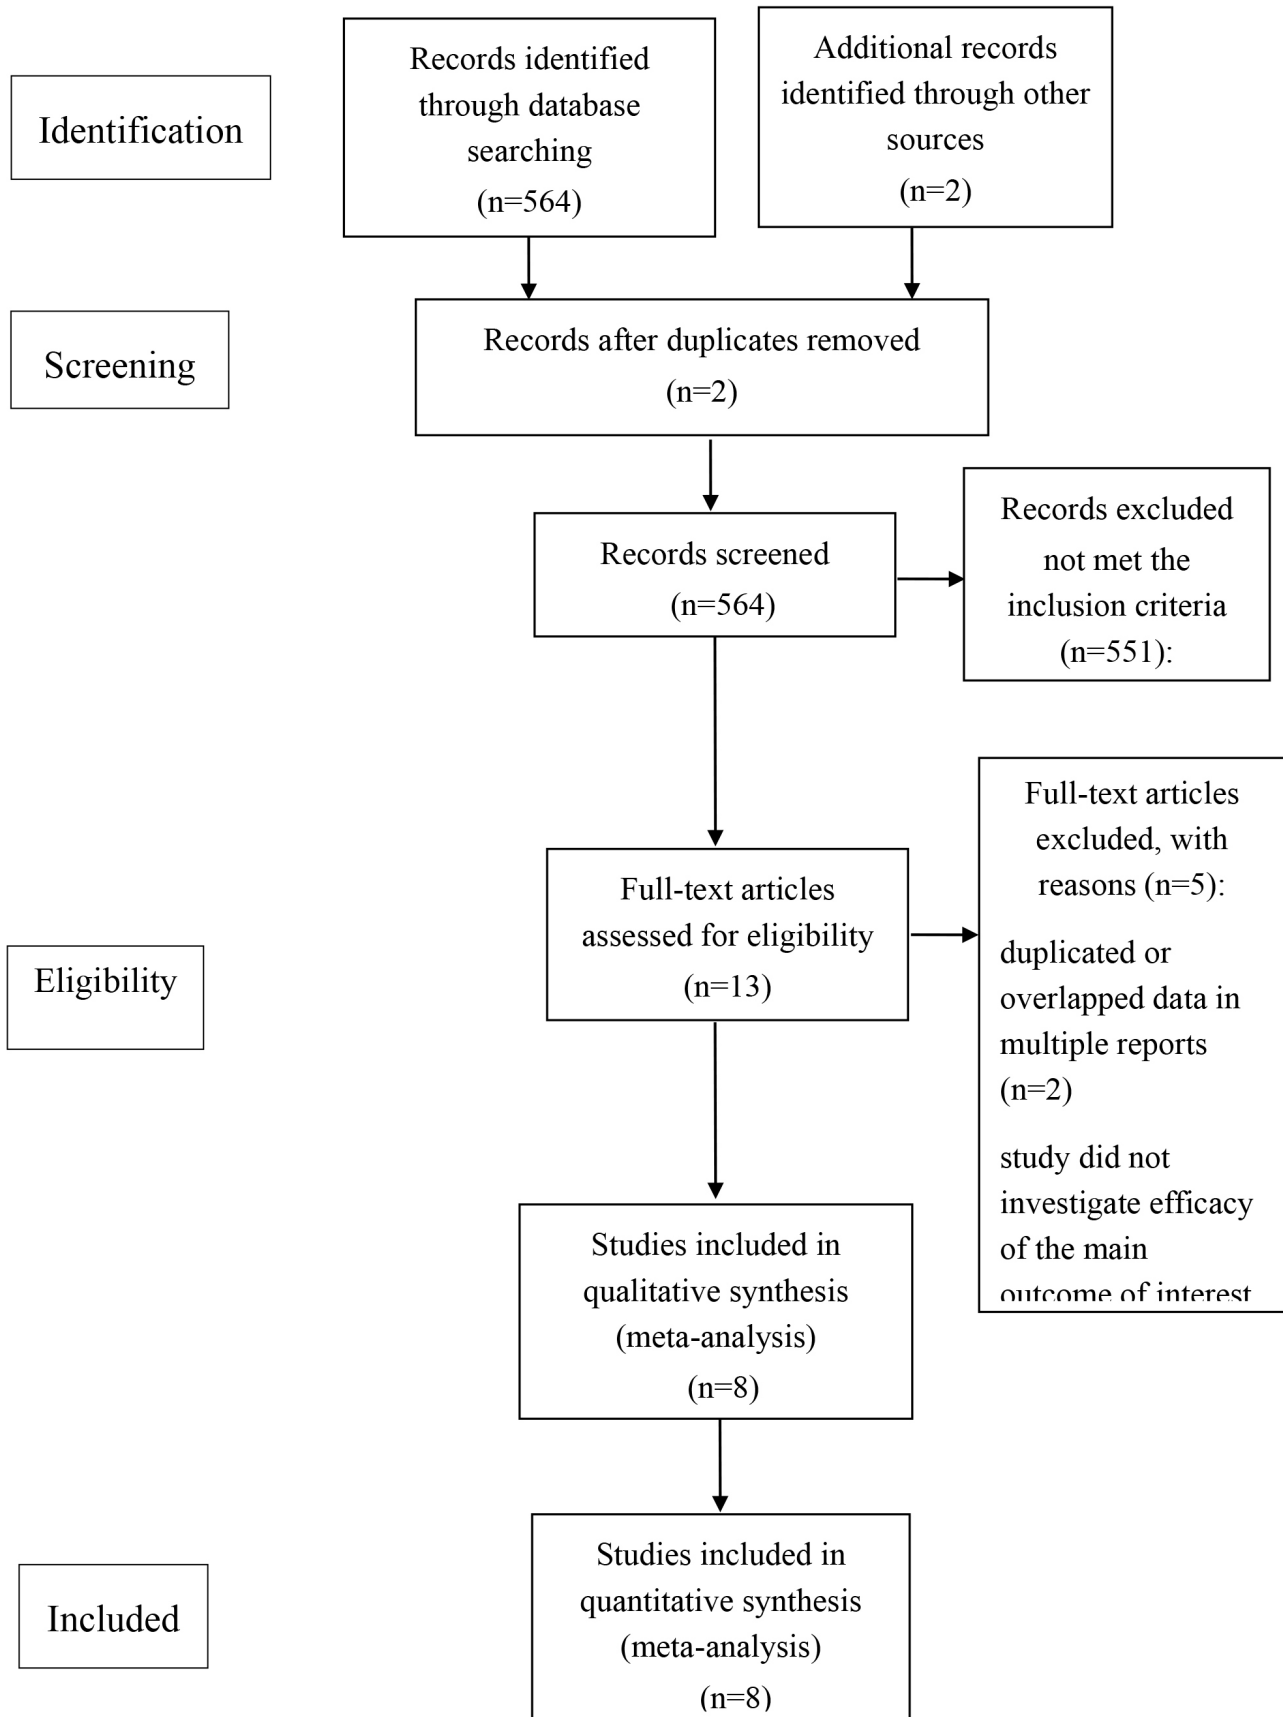 Identification
Records identified
through database
searching
(n=564)
Additional records
identified through other
sources
(n=2)
Screening
Records after duplicates removed
(n=2)
Records screened
(n=564)
Records excluded
not met the
inclusion criteria
(n=551):
Eligibility
Full-text articles
assessed for eligibility
(n=13)
Full-text articles
excluded, with
reasons (n=5):
duplicated or
overlapped data in
multiple reports
(n=2)
study did not
investigate efficacy
of the main
outcome of interest
Studies included in
qualitative synthesis
(meta-analysis)
(n=8)
Included
Studies included in
quantitative synthesis
(meta-analysis)
(n=8)